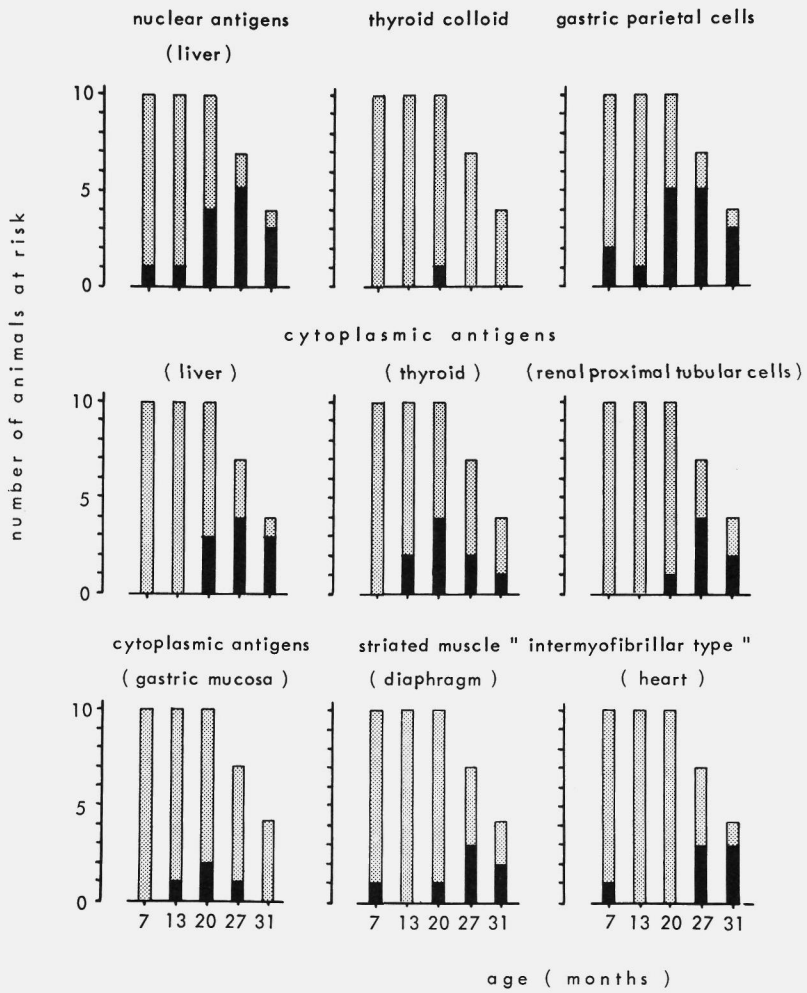 nuclear antigens
(liver)
thyroid colloid
gastric parietal cells
10
5
0
cytoplasmic antigens
( liver )
( thyroid )
( renal proximal tubular cells )
10
5
0
cytoplasmic antigens
( gastric mucosa )
striated muscle " intermyofibrillar type "
( diaphragm )
( heart )
10
5
0
7 13 20 27 31
7 13 20 27 31
7 13 20 27 31
number of animals at risk
age ( months )